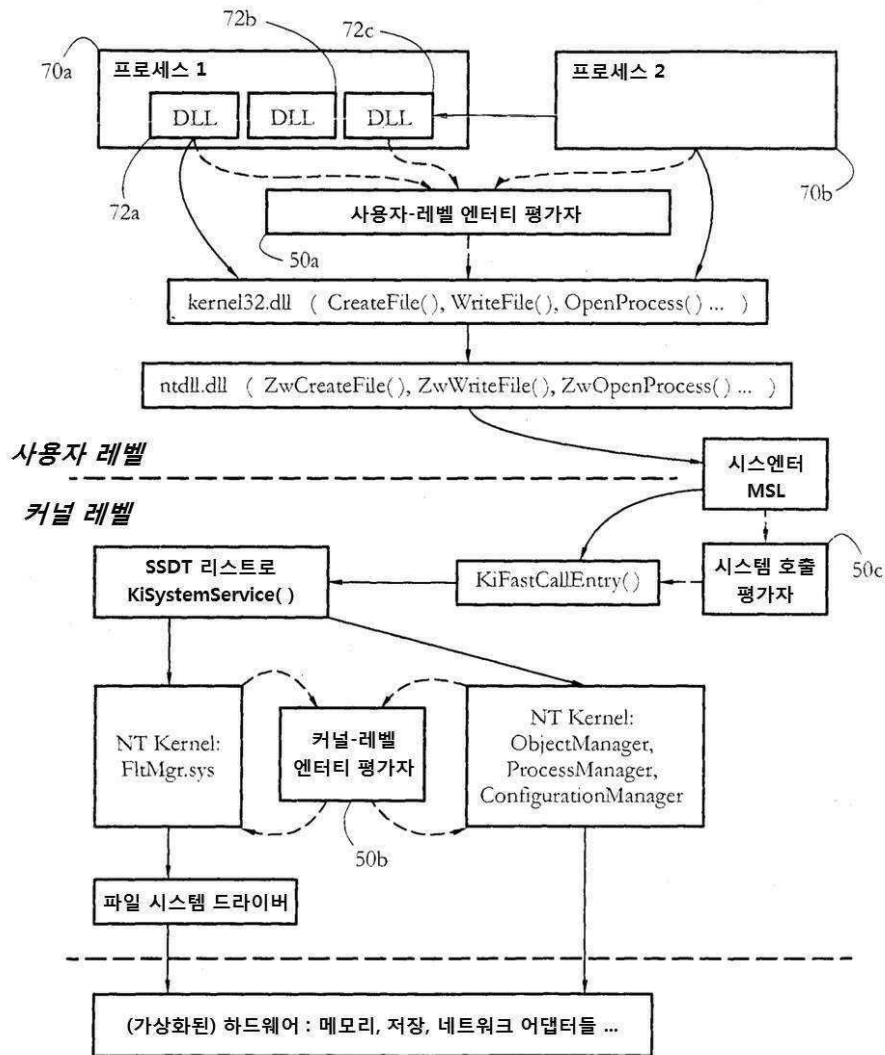 72b
72c
70a
프로세스 1
프로세스 2
DLL
DLL
DLL
72a
70b
사용자-레벨 엔터티 평가자
50a
kernel32.dll ( CreateFile(), WriteFile(), OpenProcess() ... )
ntdll.dll ( ZwCreateFile(), ZwWriteFile(), ZwOpenProcess() ... )
사용자 레벨
시스엔터
MSL
커널 레벨
SSDT 리스트로
KiSystemService( )
KiFastCallEntry()
시스템 호출
평가자
50c
NT Kernel:
FltMgr.sys
커널-레벨
엔터티 평가자
NT Kernel:
ObjectManager,
ProcessManager,
ConfigurationManager
50b
파일 시스템 드라이버
(가상화된) 하드웨어 : 메모리, 저장, 네트워크 어댑터들 ...